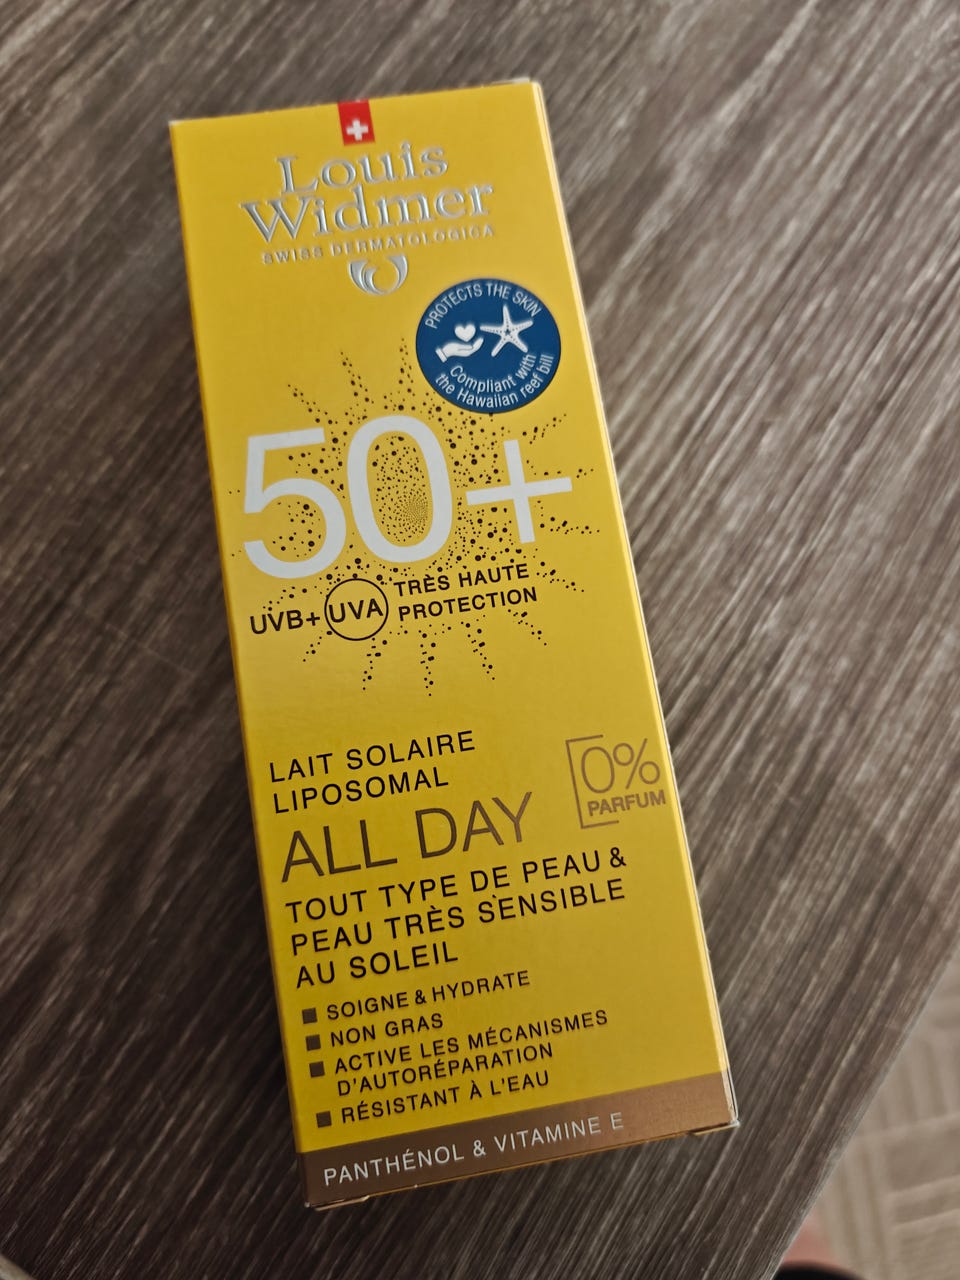 Louis
Widmer
SWISS DERMATOLOGICA
PROTECTS THE SKIN
Compliant with
the Hawaiian reef bill
50+
UVB+ UVA TRÈS HAUTE
PROTECTION
LAIT SOLAIRE
LIPOSOMAL
ALL DAY
0%
PARFUM
TOUT TYPE DE PEAU &
PEAU TRÈS SENSIBLE
AU SOLEIL
SOIGNE & HYDRATE
NON GRAS
ACTIVE LES MÉCANISMES
D'AUTORÉPARATION
RÉSISTANT À L'EAU
PANTHÉNOL & VITAMINE E